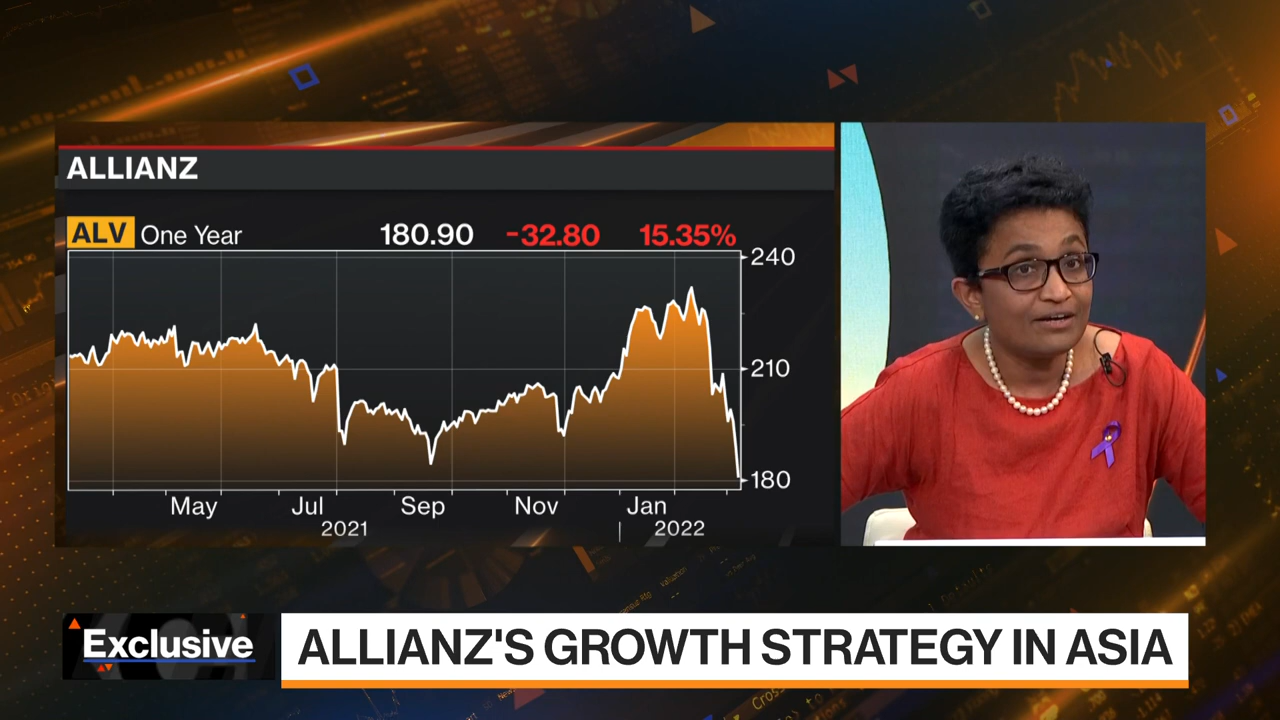 ALLIANZ
ALV One Year 180.90 -32.80 15.35%
240
210
180
May Jul Sep Nov Jan
2021 2022
Exclusive
ALLIANZ'S GROWTH STRATEGY IN ASIA